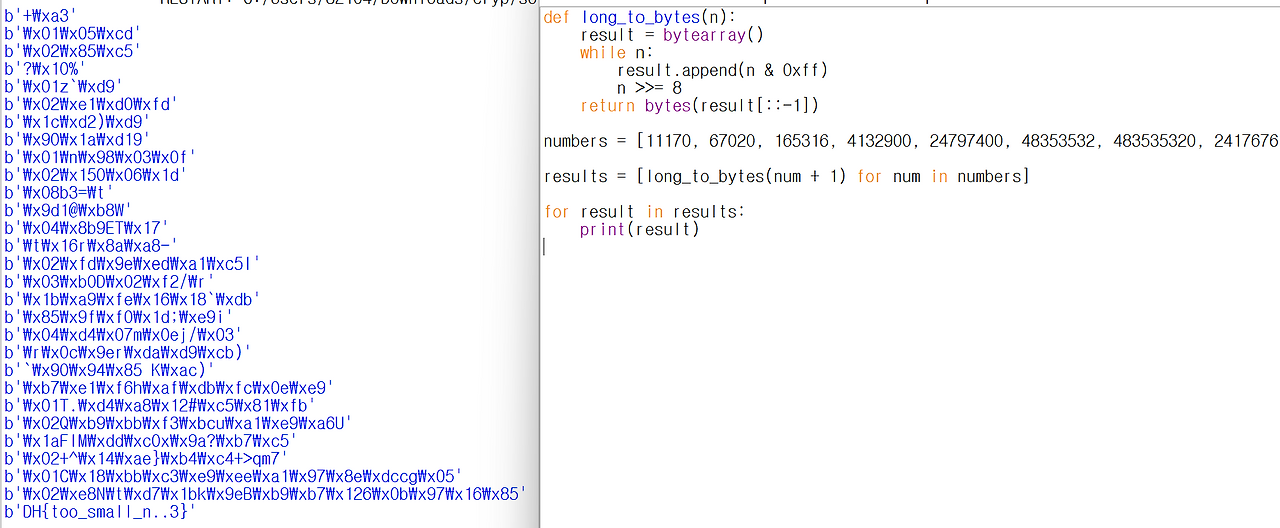 b'+₩xa3'
b'₩x01₩x05₩xcd'
b'₩x02₩x85₩xc5'
b'?₩x10%'
b'₩x01z`₩xd9'
b'₩x02₩xe1₩xd0₩xfd'
b'₩x1c₩xd2)₩xd9'
b'₩x90₩x1a₩xd19'
b'₩x01₩n₩x98₩x03₩x0f'
b'₩x02₩x150₩x06₩x1d'
b'₩x08b3=₩t'
b'₩x9d1@₩xb8W'
b'₩x04₩x8b9ET₩x17'
b'₩t₩x16r₩x8a₩xa8-'
b'₩x02₩xfd₩x9e₩xed₩xa1₩xc5I'
b'₩x03₩xb0D₩x02₩xf2/₩r'
b'₩x1b₩xa9₩xfe₩x16₩x18`₩xdb'
b'₩x85₩x9f₩xf0₩x1d;₩xe9i'
b'₩x04₩xd4₩x07m₩x0ej/₩x03'
b'₩r₩x0c₩x9er₩xda₩xd9₩xcb)'
b'`₩x90₩x94₩x85 K₩xac)'
b'₩xb7₩xe1₩xf6h₩xaf₩xdb₩xfc₩x0e₩xe9'
b'₩x01T.₩xd4₩xa8₩x12#₩xc5₩x81₩xfb'
b'₩x02Q₩xb9₩xbb₩xf3₩xbcu₩xa1₩xe9₩xa6U'
b'₩x1aFIM₩xdd₩xc0x₩x9a?₩xb7₩xc5'
b'₩x02+^₩x14₩xae}₩xb4₩xc4+>qm7'
b'₩x01C₩x18₩xbb₩xc3₩xe9₩xee₩xa1₩x97₩x8e₩xdccg₩x05'
b'₩x02₩xe8N₩t₩xd7₩x1bk₩x9eB₩xb9₩xb7₩x126₩x0b₩x97₩x16₩x85'
b'DH{too_small_n..3}'
def long_to_bytes(n):
result = bytearray()
while n:
result.append(n & 0xff)
n >>= 8
return bytes(result[::-1])
numbers = [11170, 67020, 165316, 4132900, 24797400, 48353532, 483535320, 2417676
results = [long_to_bytes(num + 1) for num in numbers]
for result in results:
print(result)